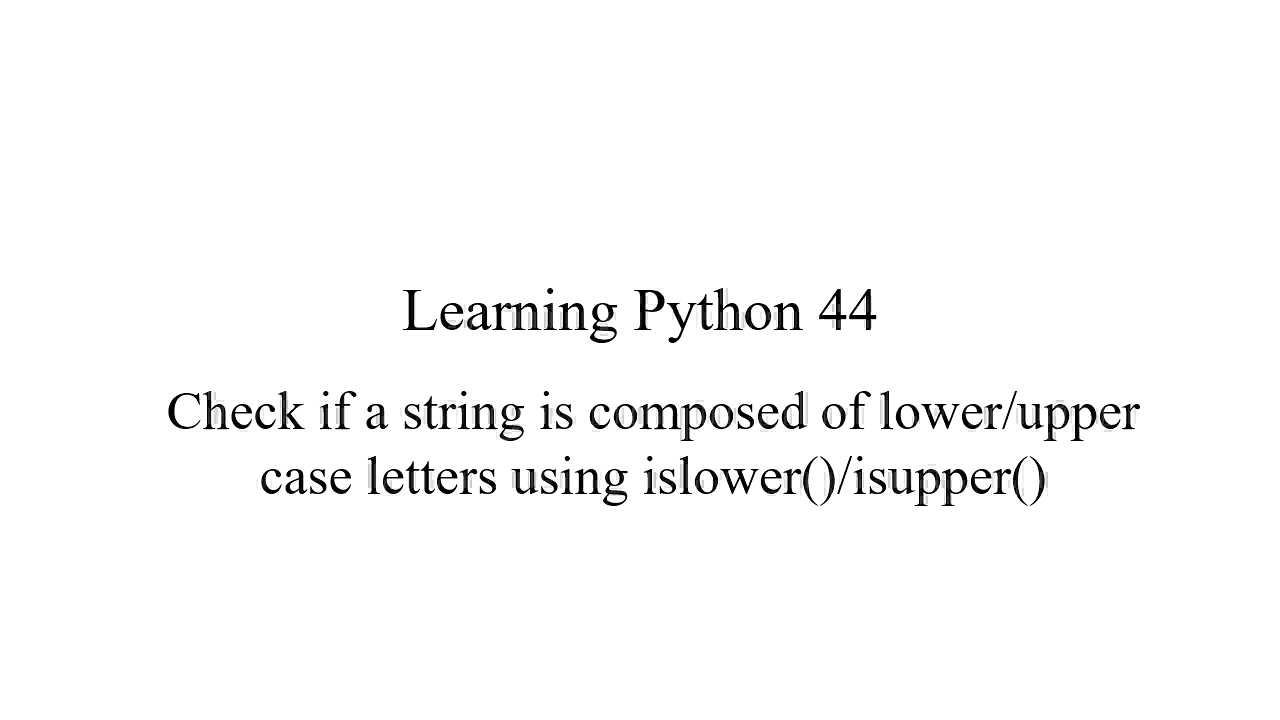 Learning Python 44
Check if a string is composed of lower/upper
case letters using islower()/isupper()